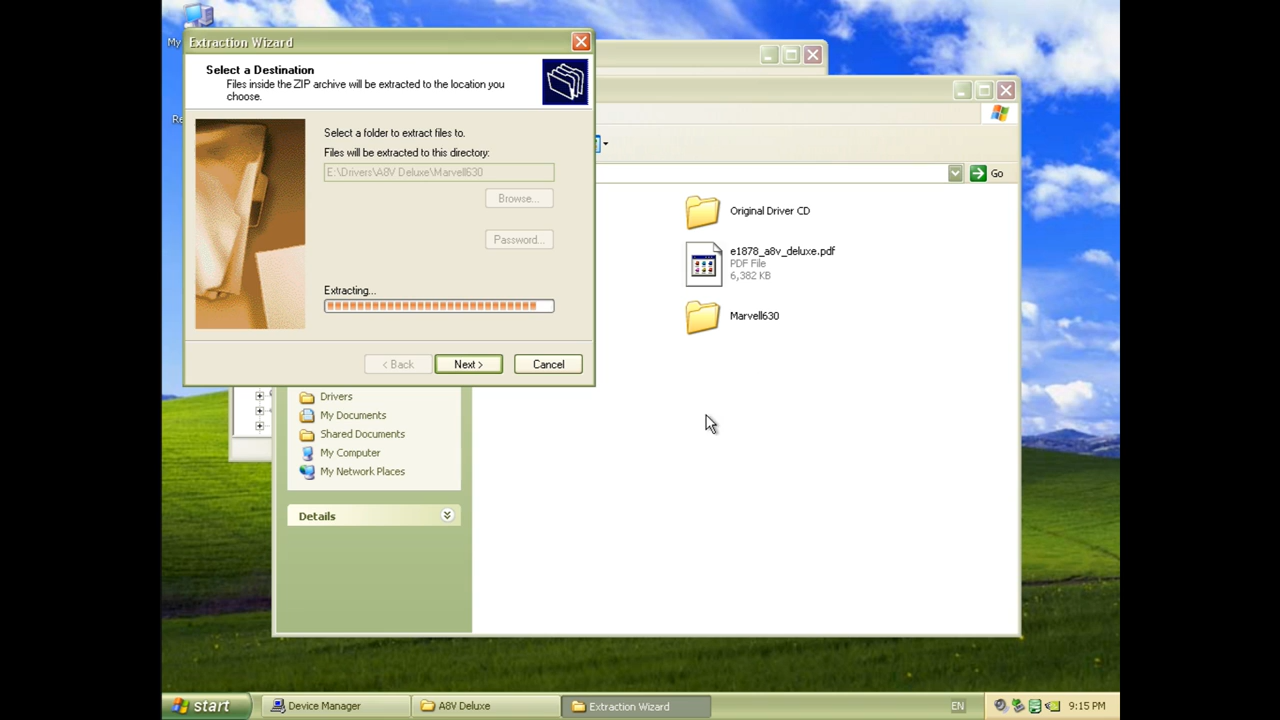 My
Re
Extraction Wizard
Select a Destination
Files inside the ZIP archive will be extracted to the location you
choose.
Select a folder to extract files to.
Files will be extracted to this directory:
E:\Drivers\A8V Deluxe\Marvell630
Browse...
Password...
Extracting...
< Back
Next >
Cancel
Go
Original Driver CD
e1878_a8v_deluxe.pdf
PDF File
6,382 KB
Marvell630
Drivers
My Documents
Shared Documents
My Computer
My Network Places
Details
start
Device Manager
A8V Deluxe
Extraction Wizard
EN
9:15 PM